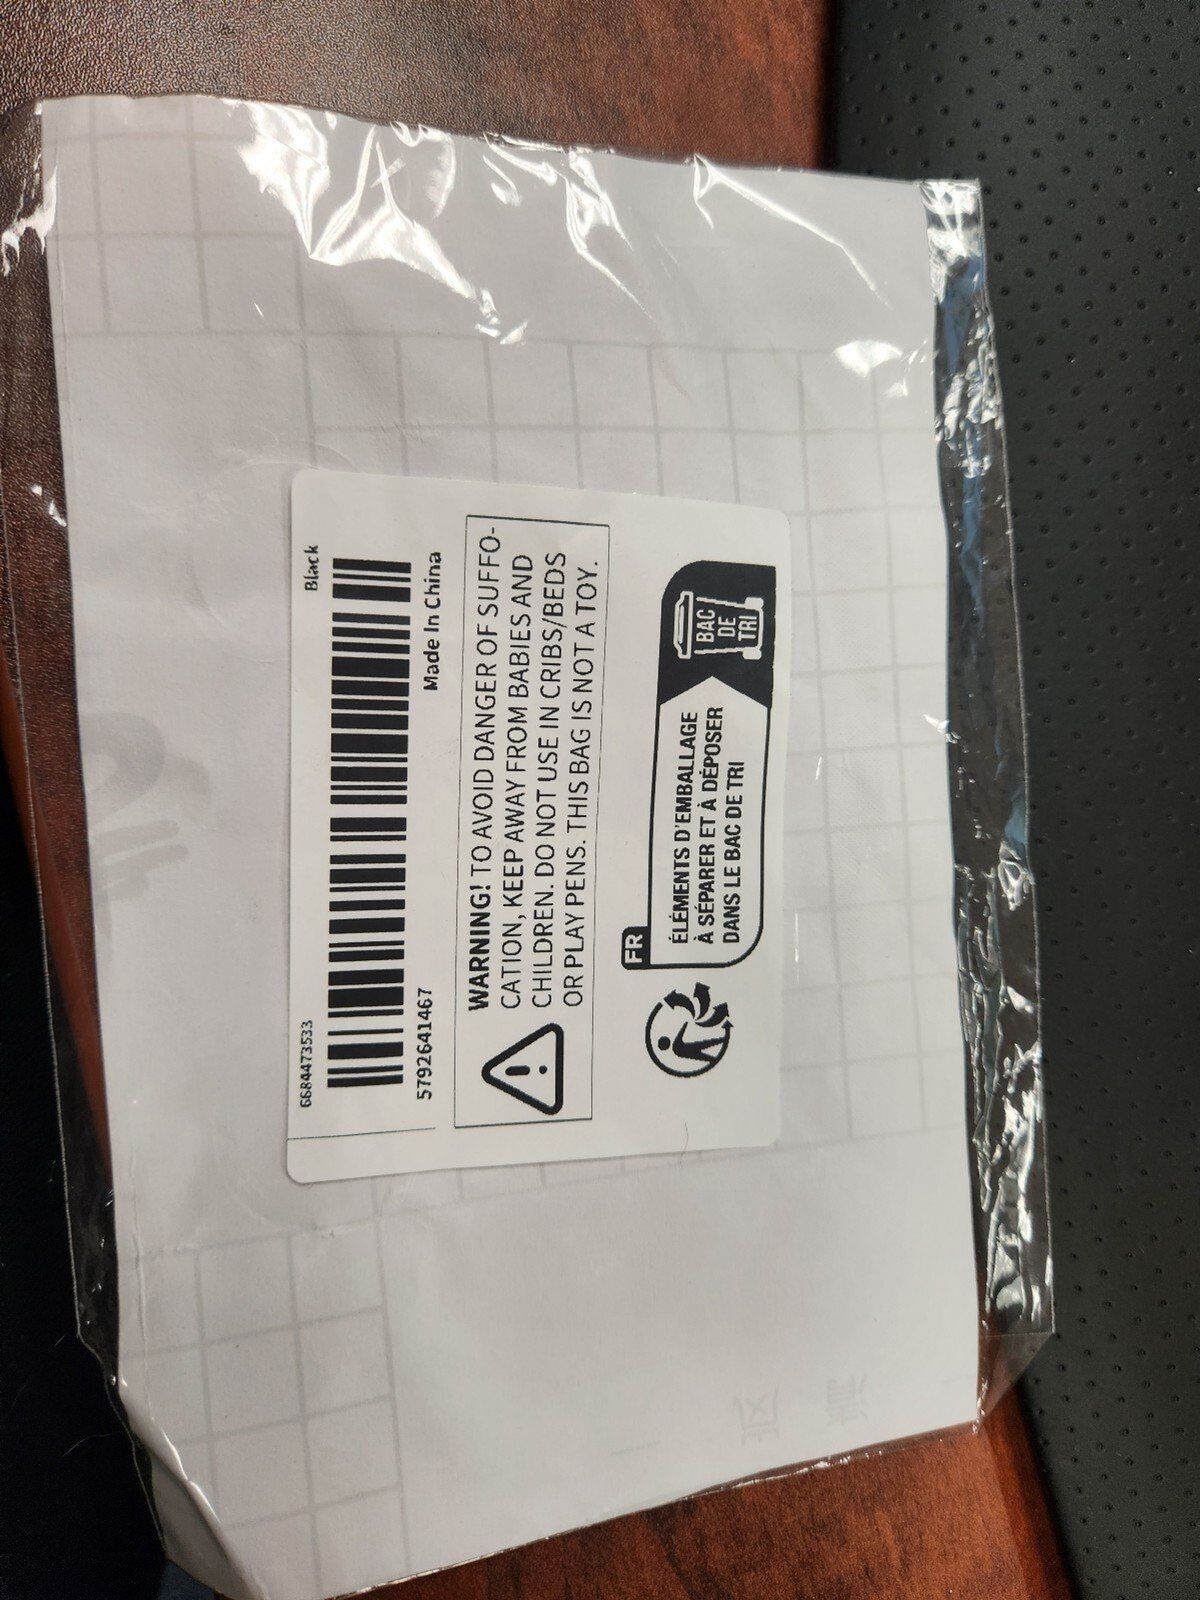 6684473533
Black
5792641467
Made In China
WARNING! TO AVOID DANGER OF SUFFO-
CATION, KEEP AWAY FROM BABIES AND
CHILDREN. DO NOT USE IN CRIBS/BEDS
OR PLAY PENS. THIS BAG IS NOT A TOY.
FR
ÉLÉMENTS D'EMBALLAGE
À SÉPARER ET À DÉPOSER
DANS LE BAC DE TRI
BAC
DE
TRI